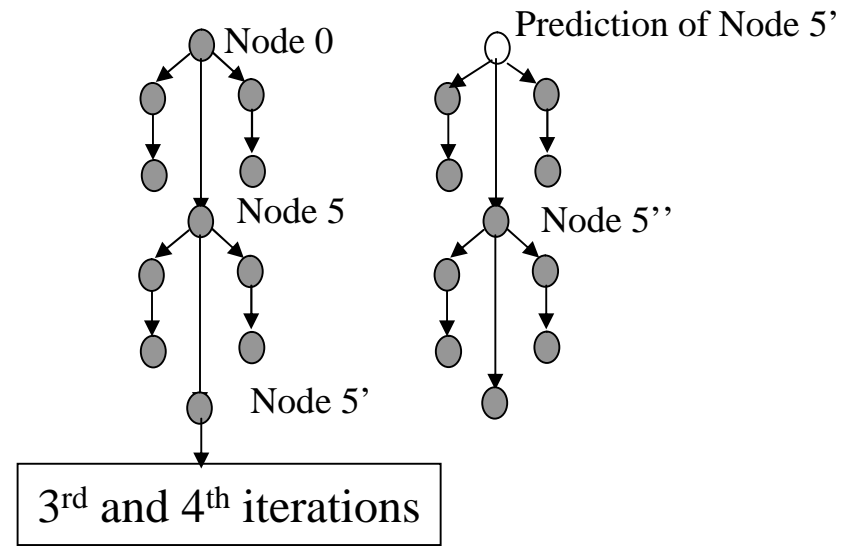 Node 0
Prediction of Node 5’
Node 5
Node 5’’
Node 5’
3rd and 4th iterations